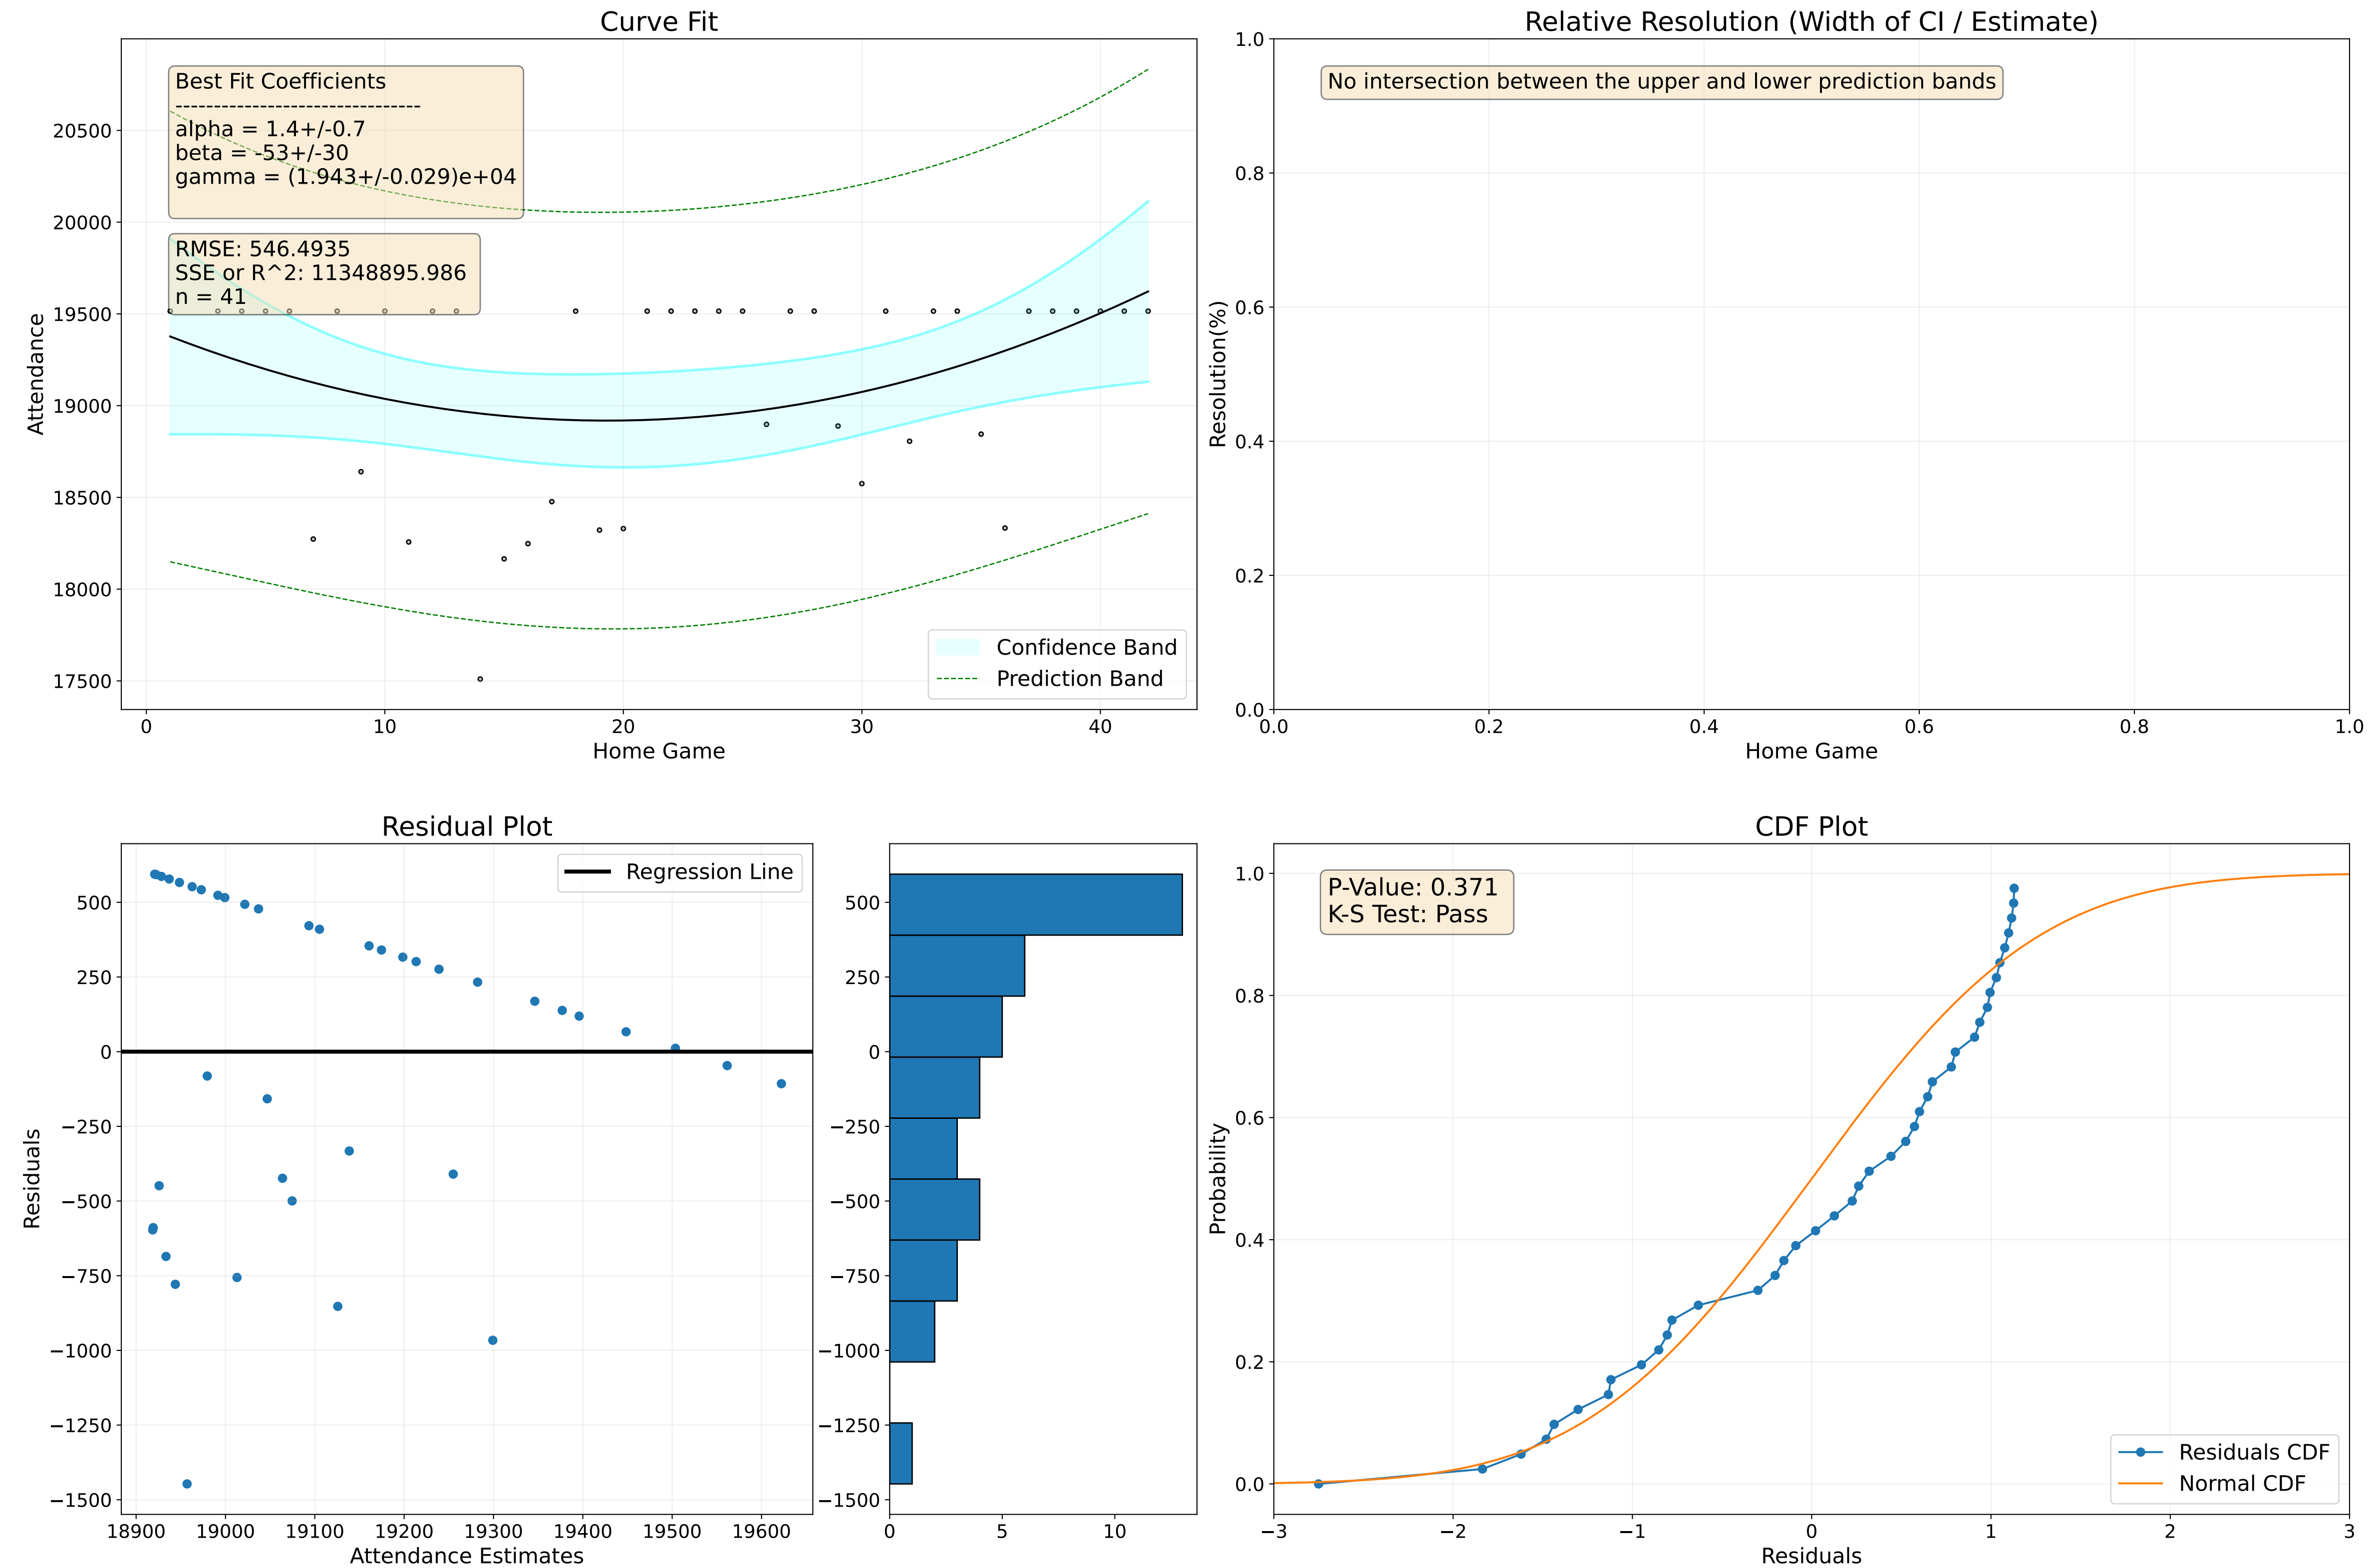 Curve Fit
Best Fit Coefficients
--------------------------------
alpha = 1.4+/-0.7
beta = -53+/-30
gamma = (1.943+/-0.029)e+04
RMSE: 546.4935
SSE or R^2: 11348895.986
n = 41
Attendance
20500
20000
19500
19000
18500
18000
17500
0 10 20 30 40
Home Game
Confidence Band
Prediction Band
Relative Resolution (Width of CI / Estimate)
No intersection between the upper and lower prediction bands
Resolution(%)
1.0
0.8
0.6
0.4
0.2
0.0
0.0 0.2 0.4 0.6 0.8 1.0
Home Game
Residual Plot
Regression Line
Residuals
500
250
0
−250
−500
−750
−1000
−1250
−1500
18900 19000 19100 19200 19300 19400 19500 19600
Attendance Estimates
500
250
0
−250
−500
−750
−1000
−1250
−1500
0 5 10
CDF Plot
P-Value: 0.371
K-S Test: Pass
Probability
1.0
0.8
0.6
0.4
0.2
0.0
−3 −2 −1 0 1 2 3
Residuals
Residuals CDF
Normal CDF